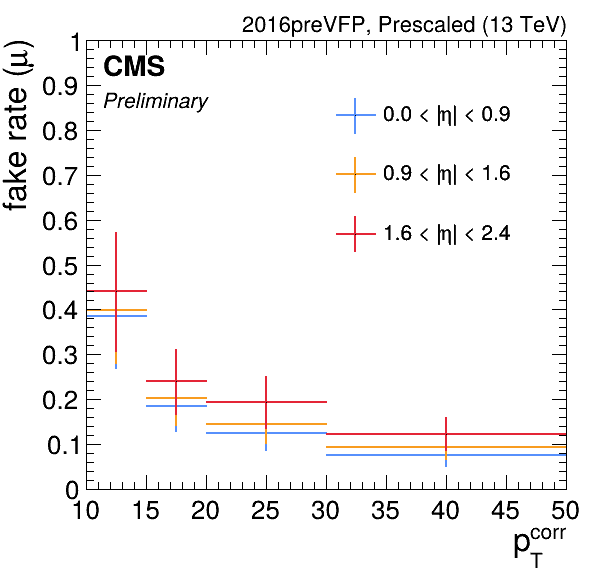 2016preVFP, Prescaled (13 TeV)
CMS
Preliminary
fake rate (μ)
0.0 < |η| < 0.9
0.9 < |η| < 1.6
1.6 < |η| < 2.4
1
0.9
0.8
0.7
0.6
0.5
0.4
0.3
0.2
0.1
0
10 15 20 25 30 35 40 45 50
p_T^corr